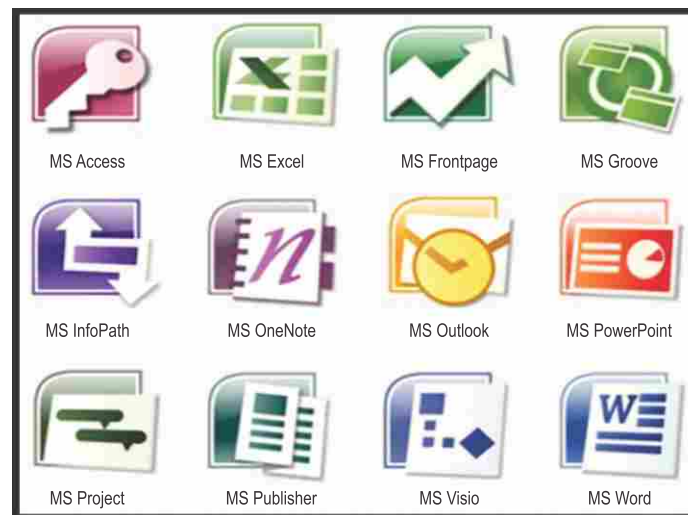 MS Access
MS Excel
MS Frontpage
MS Groove
MS InfoPath
MS OneNote
MS Outlook
MS PowerPoint
MS Project
MS Publisher
MS Visio
MS Word